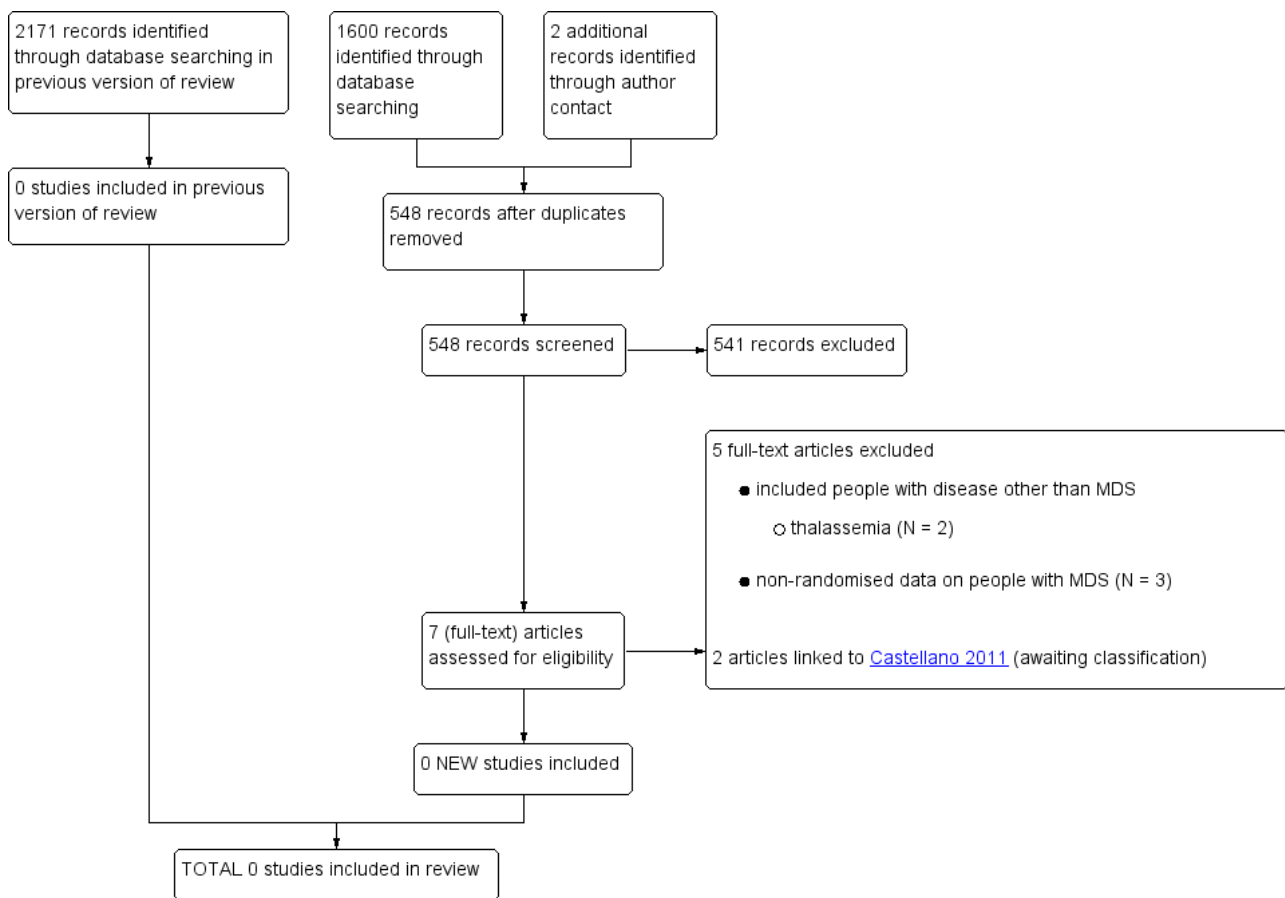 2171 records identified
through database searching in
previous version of review
1600 records
identified through
database
searching
2 additional
records identified
through author
contact
0 studies included in previous
version of review
548 records after duplicates
removed
548 records screened
541 records excluded
5 full-text articles excluded
● included people with disease other than MDS
○ thalassemia (N = 2)
● non-randomised data on people with MDS (N = 3)
2 articles linked to Castellano 2011 (awaiting classification)
7 (full-text) articles
assessed for eligibility
0 NEW studies included
TOTAL 0 studies included in review